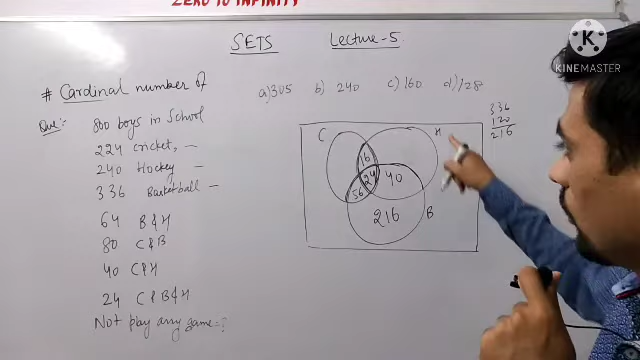 ZERO TO INFINITY
SETS Lecture-5
KINEMASTER
# Cardinal number of
a) 305 b) 240 c) 160 d) 128
Que:- 800 boys in School
224 Cricket, -
240 Hockey -
336 Basketball -
64 B & H
80 C & B
40 C & H
24 C & B & H
Not play any game = ?
336
120
216
C H
16
24 40
56
216 B